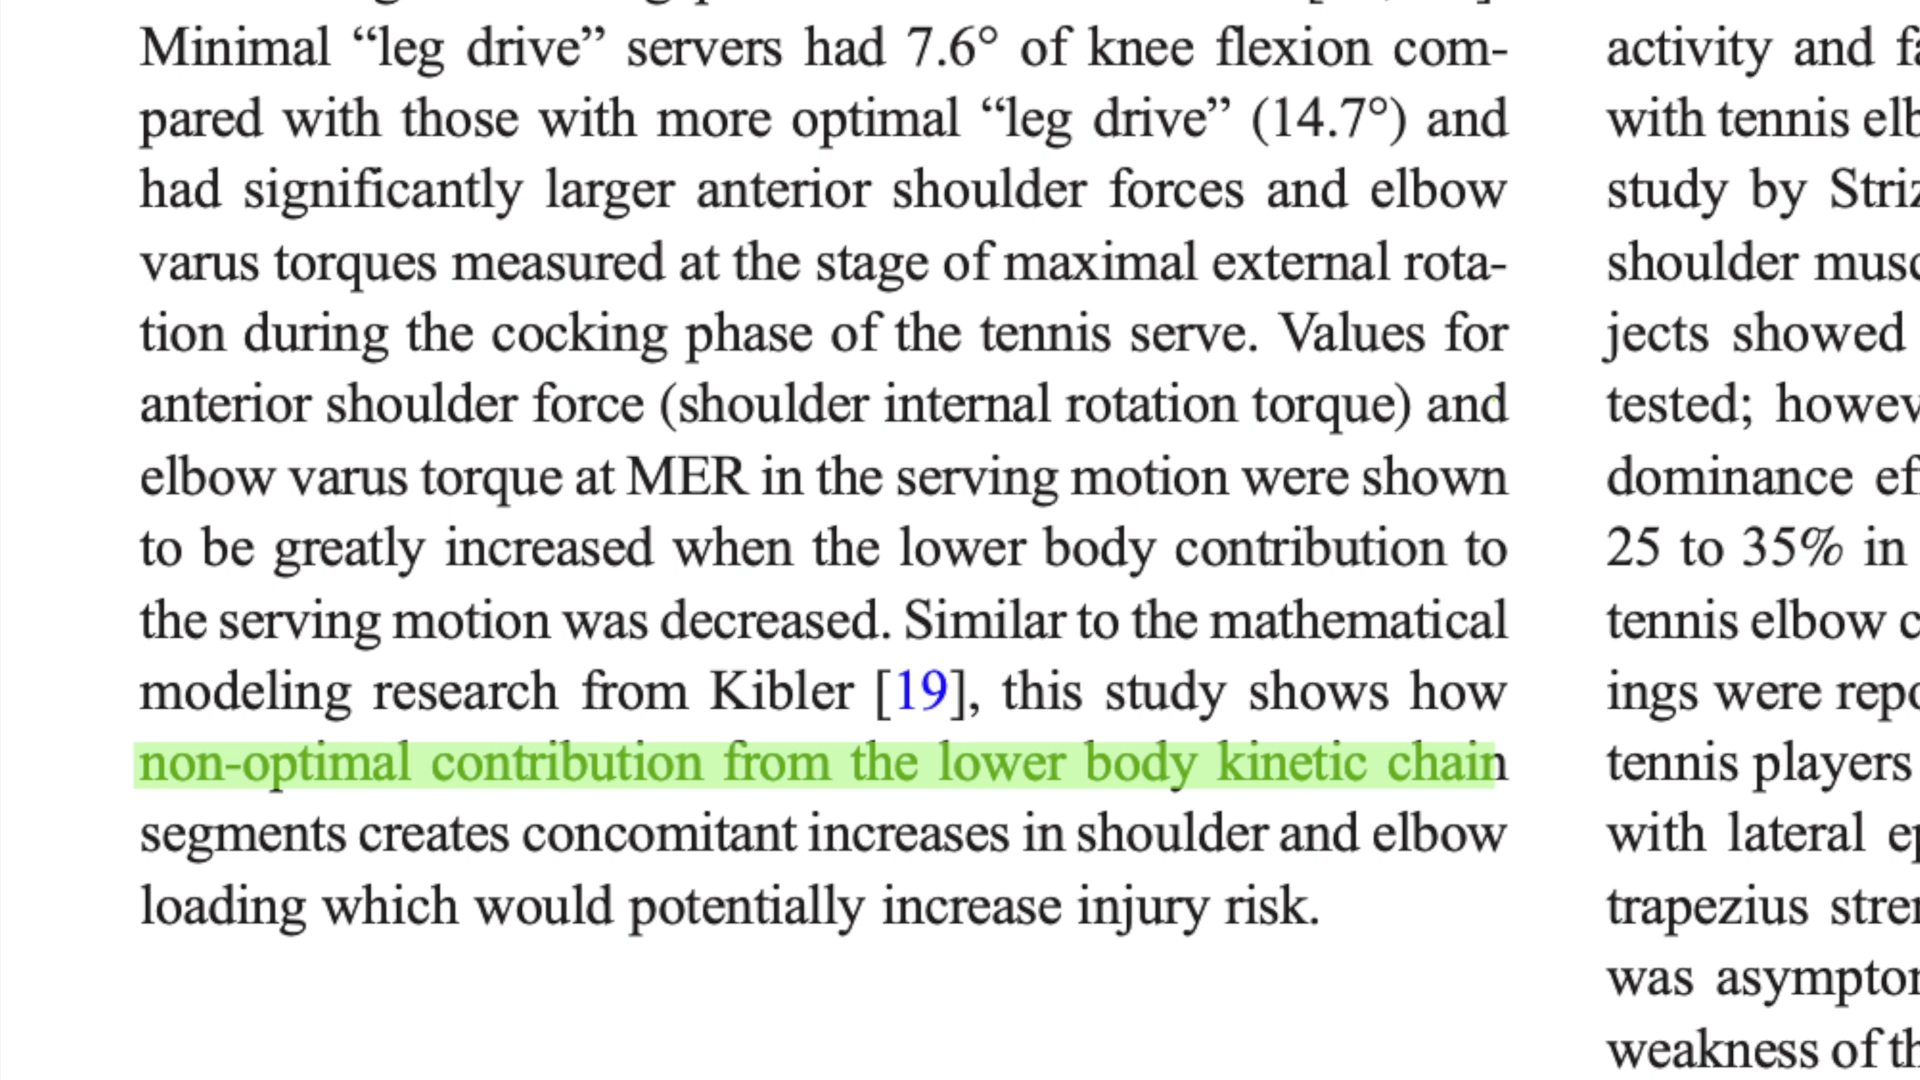 Minimal “leg drive” servers had 7.6° of knee flexion com-
pared with those with more optimal “leg drive” (14.7°) and
had significantly larger anterior shoulder forces and elbow
varus torques measured at the stage of maximal external rota-
tion during the cocking phase of the tennis serve. Values for
anterior shoulder force (shoulder internal rotation torque) and
elbow varus torque at MER in the serving motion were shown
to be greatly increased when the lower body contribution to
the serving motion was decreased. Similar to the mathematical
modeling research from Kibler [19], this study shows how
non-optimal contribution from the lower body kinetic chain
segments creates concomitant increases in shoulder and elbow
loading which would potentially increase injury risk.
activity and
with tennis
study by
shoulder
jects showed
tested;
dominance
25 to 35% in
tennis elbow
ings were
tennis players
with lateral
trapezius
was
weakness of